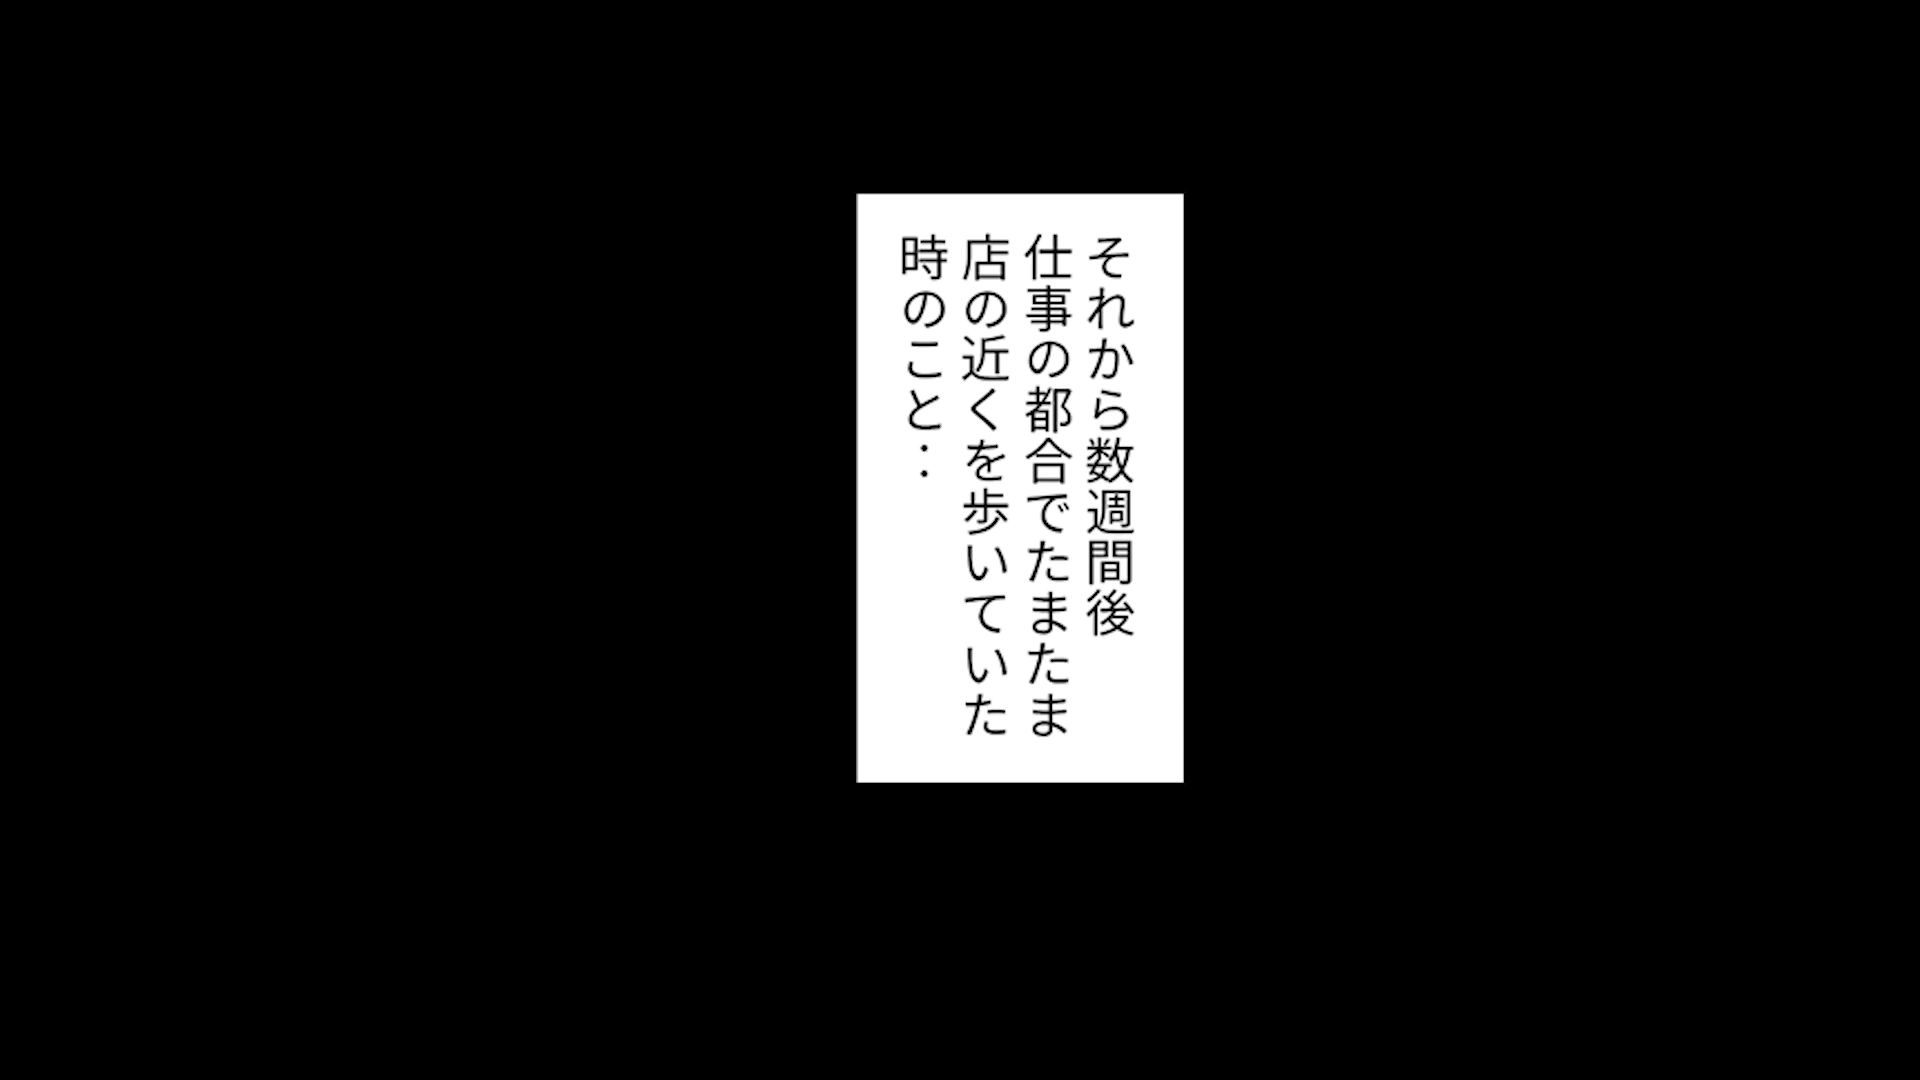 それから数週間後
仕事の都合でたまたま
店の近くを歩いていた
時のこと‥